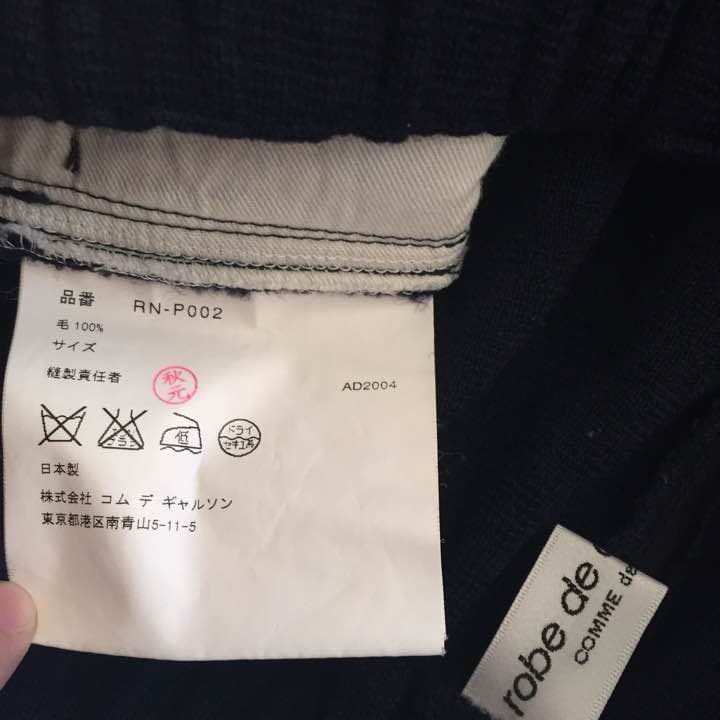 品番 RN-P002
毛 100%
サイズ
縫製責任者 秋元
AD2004
低
ドライ
セキユ系
日本製
株式会社 コム デ ギャルソン
東京都港区南青山5-11-5
robe de
COMME